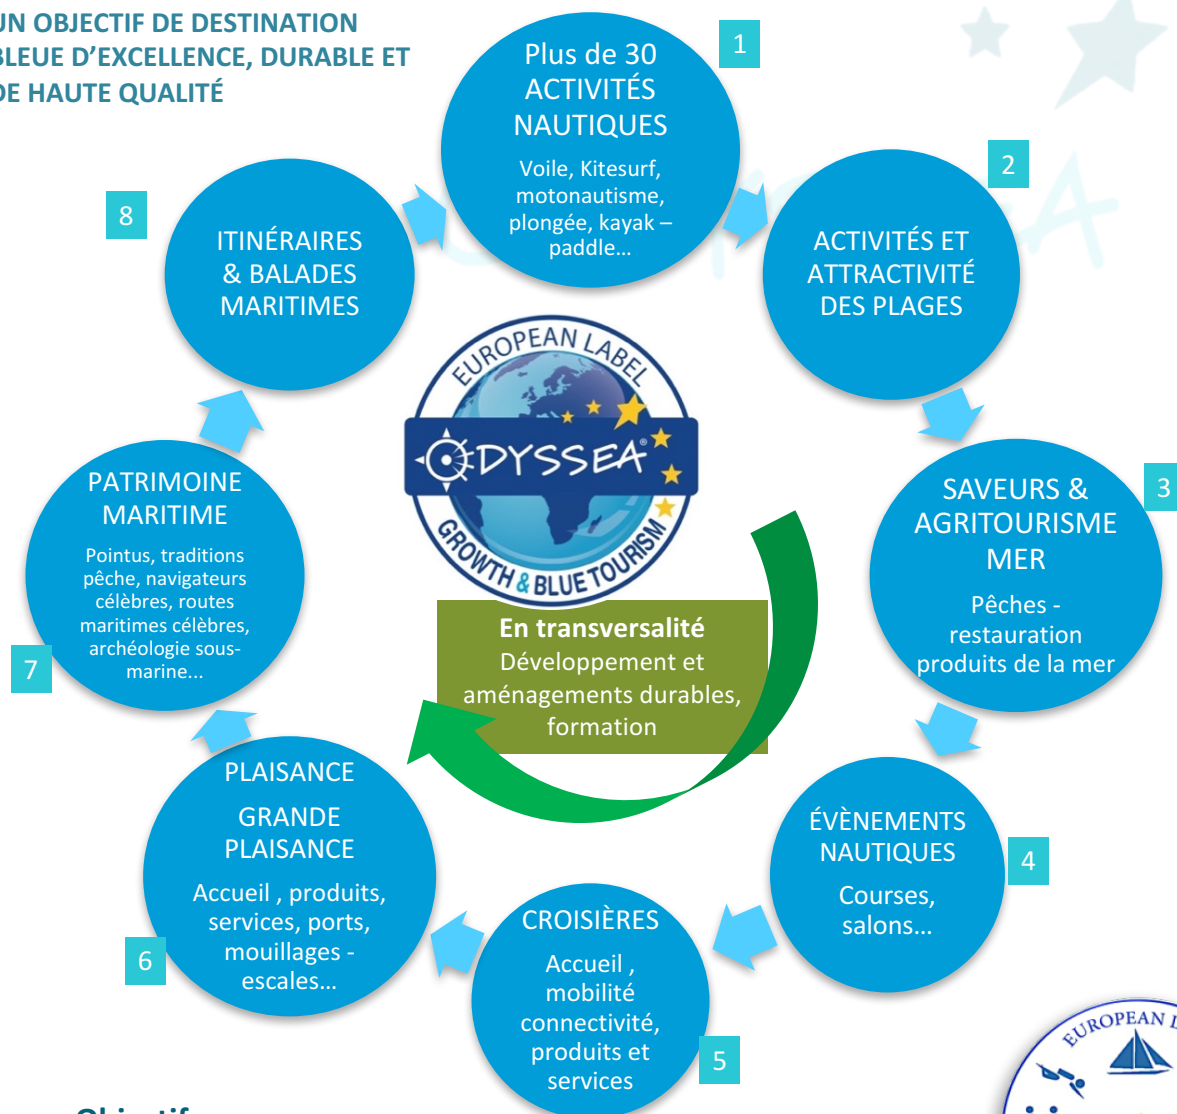 UN OBJECTIF DE DESTINATION
BLEUE D’EXCELLENCE, DURABLE ET
DE HAUTE QUALITÉ
1
Plus de 30
ACTIVITÉS
NAUTIQUES
Voile, Kitesurf,
motonautisme,
plongée, kayak –
paddle…
2
ACTIVITÉS ET
ATTRACTIVITÉ
DES PLAGES
3
SAVEURS &
AGRITOURISME
MER
Pêches -
restauration
produits de la mer
4
ÉVÈNEMENTS
NAUTIQUES
Courses,
salons…
5
CROISIÈRES
Accueil ,
mobilité
connectivité,
produits et
services
6
PLAISANCE
GRANDE
PLAISANCE
Accueil , produits,
services, ports,
mouillages -
escales…
7
PATRIMOINE
MARITIME
Pointus, traditions
pêche, navigateurs
célèbres, routes
maritimes célèbres,
archéologie sous-
marine...
8
ITINÉRAIRES
& BALADES
MARITIMES
EUROPEAN LABEL
ODYSSEA®
GROWTH & BLUE TOURISM
En transversalité
Développement et
aménagements durables,
formation
EUROPEAN
Objectif